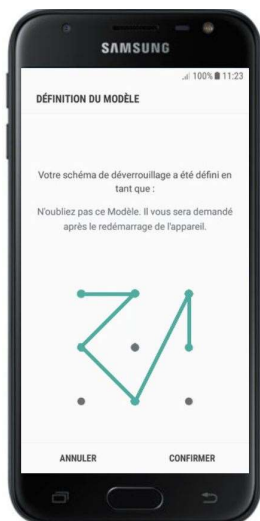 SAMSUNG
100% 11:23
DÉFINITION DU MODÈLE
Votre schéma de déverrouillage a été défini en
tant que :
N'oubliez pas ce Modèle. Il vous sera demandé
après le redémarrage de l'appareil.
ANNULER CONFIRMER